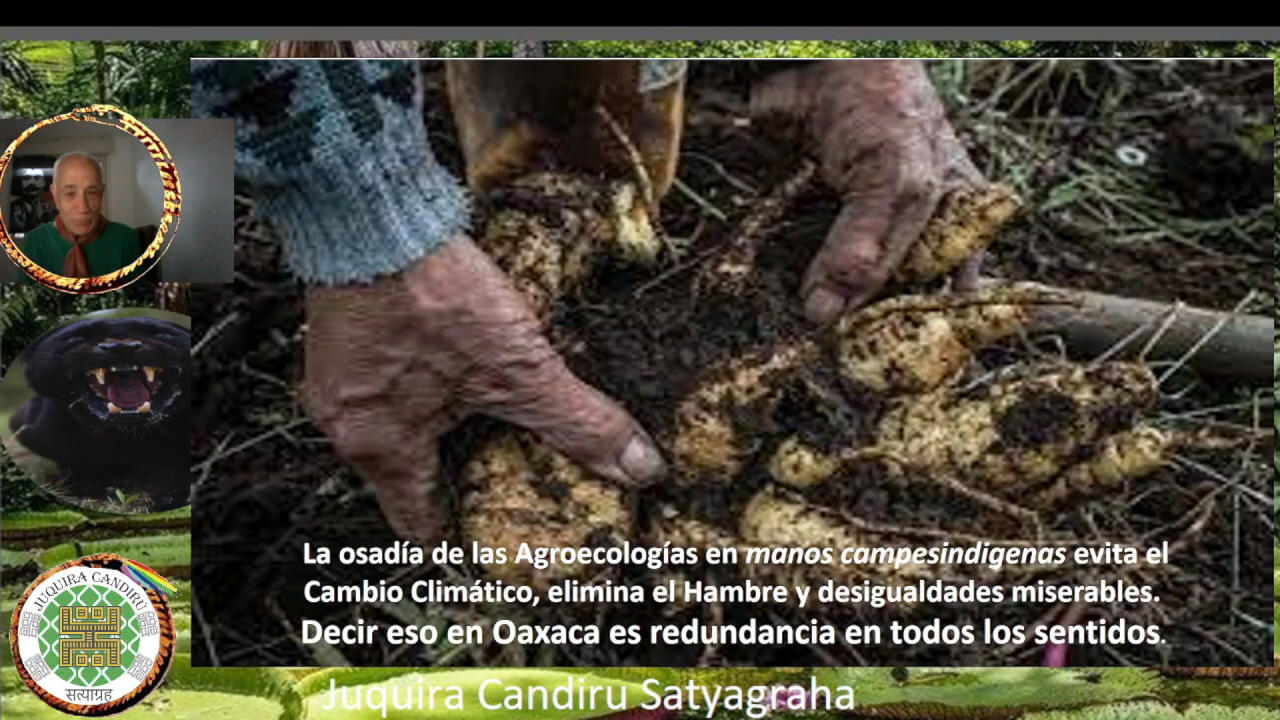 La osadía de las Agroecologías en manos campesindigenas evita el
Cambio Climático, elimina el Hambre y desigualdades miserables.
Decir eso en Oaxaca es redundancia en todos los sentidos.
JUQUIRA CANDIRU
सत्याग्रह
Juquira Candiru Satyagraha